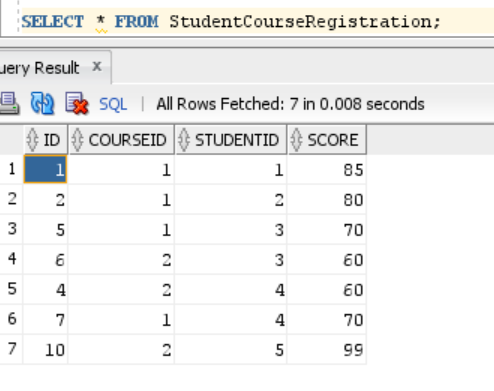 SELECT * FROM StudentCourseRegistration;
uery Result x
SQL | All Rows Fetched: 7 in 0.008 seconds
ID COURSEID STUDENTID SCORE
1 1 1 1 85
2 2 1 2 80
3 5 1 3 70
4 6 2 3 60
5 4 2 4 60
6 7 1 4 70
7 10 2 5 99